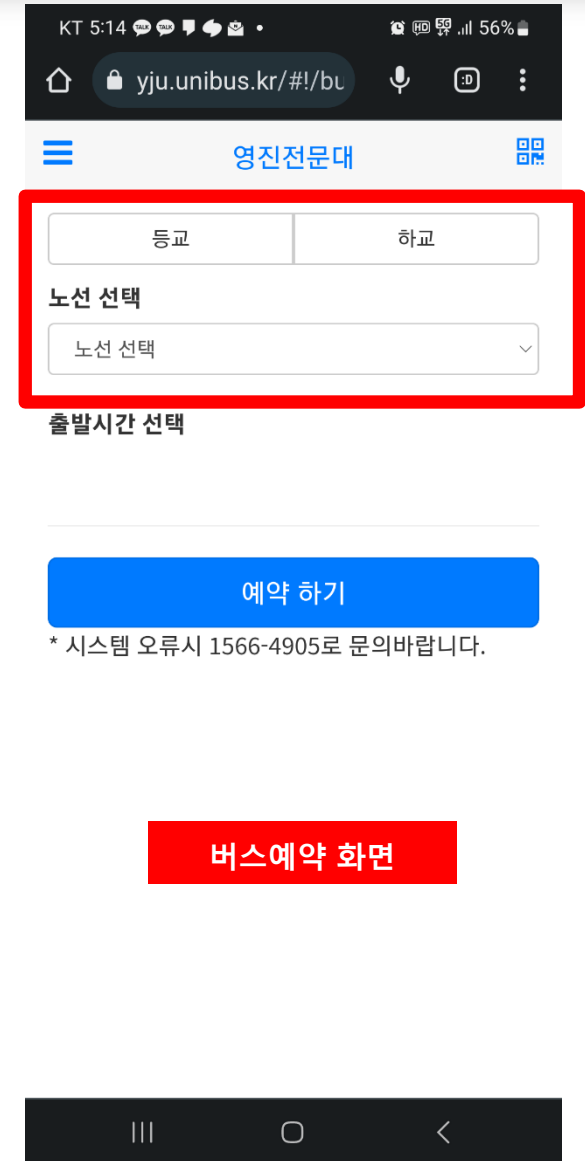 KT 5:14
HD 5G 56%
yju.unibus.kr/#!/bu
:D
영진전문대
등교
하교
노선 선택
노선 선택
출발시간 선택
예약 하기
* 시스템 오류시 1566-4905로 문의바랍니다.
버스예약 화면